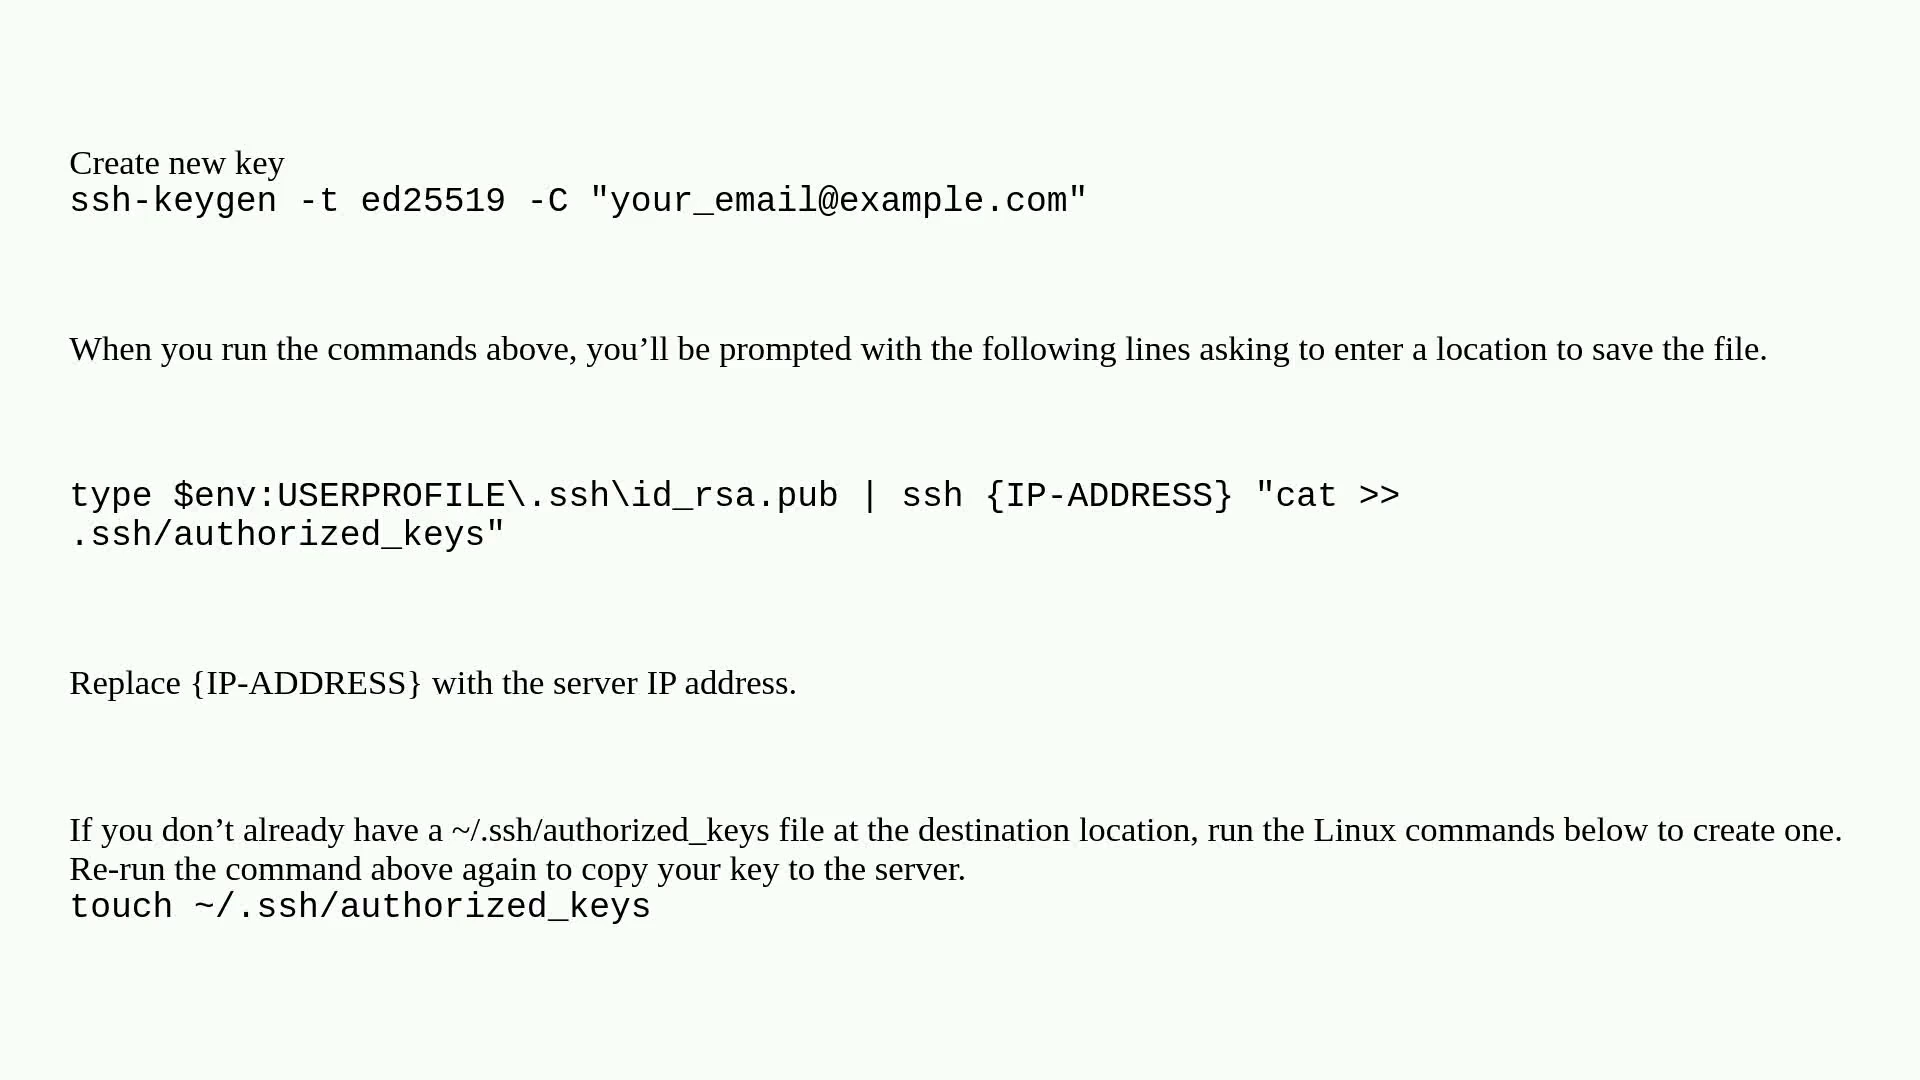 Create new key
ssh-keygen -t ed25519 -C "your_email@example.com"
When you run the commands above, you’ll be prompted with the following lines asking to enter a location to save the file.
type $env:USERPROFILE\.ssh\id_rsa.pub | ssh {IP-ADDRESS} "cat >>
.ssh/authorized_keys"
Replace {IP-ADDRESS} with the server IP address.
If you don’t already have a ~/.ssh/authorized_keys file at the destination location, run the Linux commands below to create one.
Re-run the command above again to copy your key to the server.
touch ~/.ssh/authorized_keys